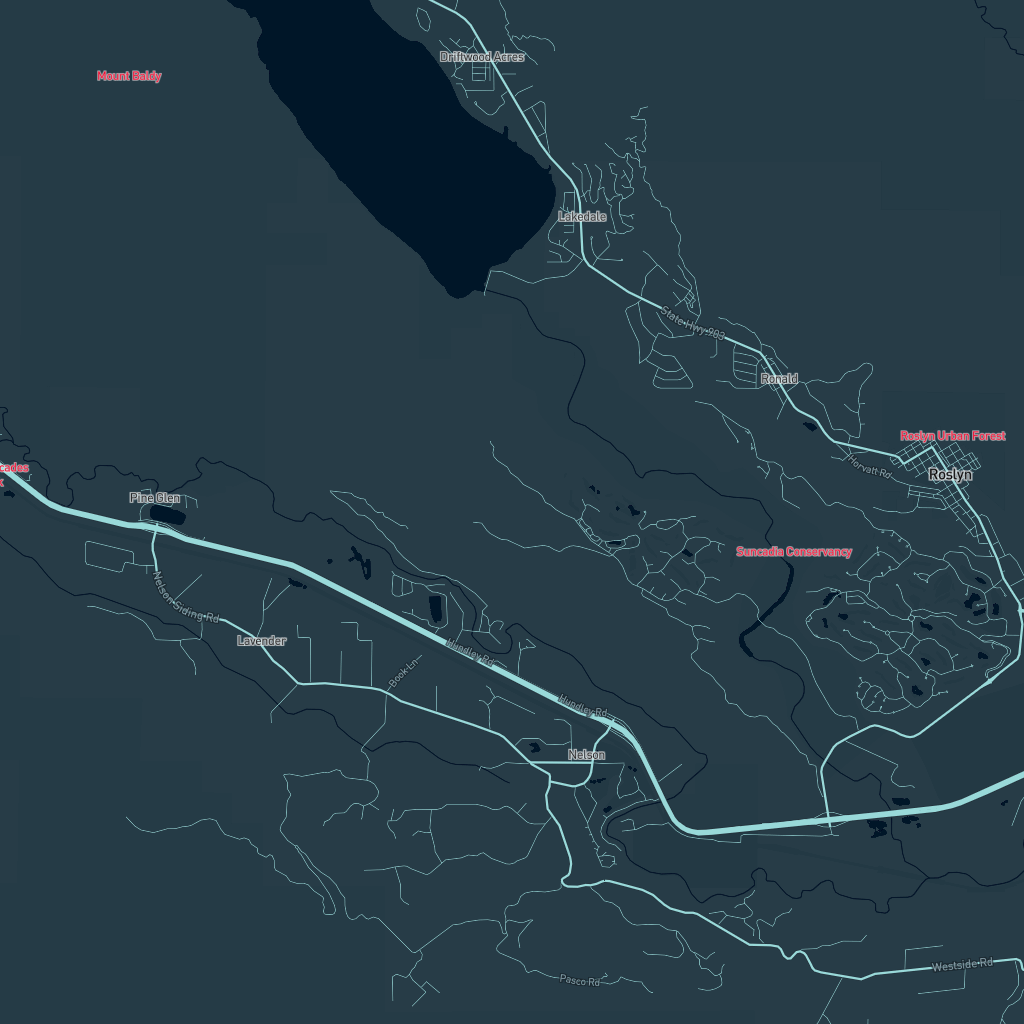 Driftwood Acres
Mount Baldy
Lakedale
State Hwy 903
Ronald
Roslyn Urban Forest
Horvatt Rd
Roslyn
cades
x
Pine Glen
Suncadia Conservancy
Nelson Siding Rd
Lavender
Hundley Rd
Book Ln
Hundley Rd
Nelson
Westside Rd
Pasco Rd